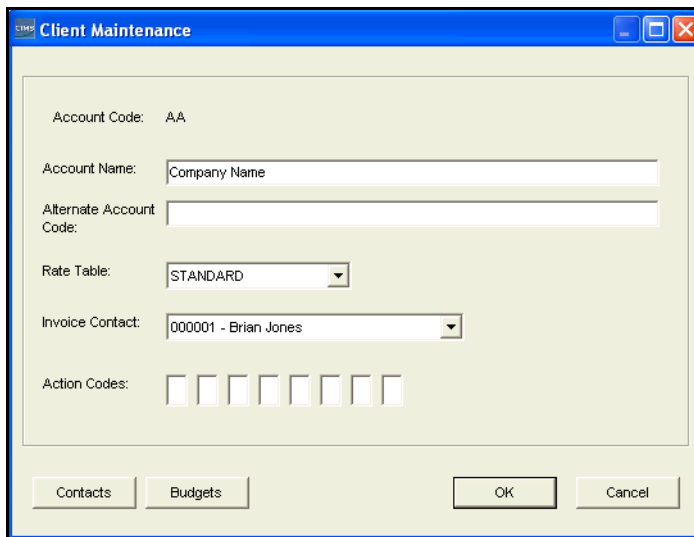 CIMS Client Maintenance
Account Code: AA
Account Name: Company Name
Alternate Account
Code:
Rate Table: STANDARD
Invoice Contact: 000001 - Brian Jones
Action Codes:
Contacts Budgets OK Cancel